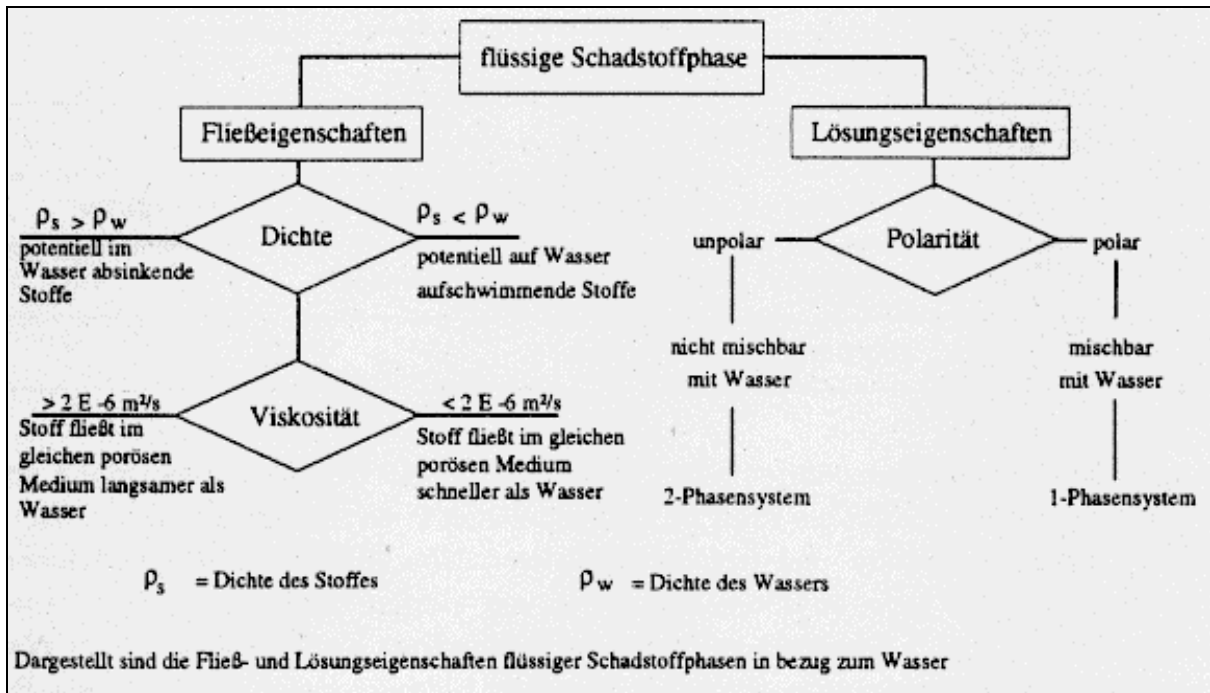 flüssige Schadstoffphase
Fließeigenschaften
Lösungseigenschaften
ρs > ρw
potentiell im
Wasser absinkende
Stoffe
Dichte
ρs < ρw
potentiell auf Wasser
aufschwimmende Stoffe
unpolar
Polarität
polar
nicht mischbar
mit Wasser
mischbar
mit Wasser
> 2 E -6 m²/s
Stoff fließt im
gleichen porösen
Medium langsamer als
Wasser
Viskosität
< 2 E -6 m²/s
Stoff fließt im gleichen
porösen Medium
schneller als Wasser
2-Phasensystem
1-Phasensystem
ρs = Dichte des Stoffes
ρw = Dichte des Wassers
Dargestellt sind die Fließ- und Lösungseigenschaften flüssiger Schadstoffphasen in bezug zum Wasser